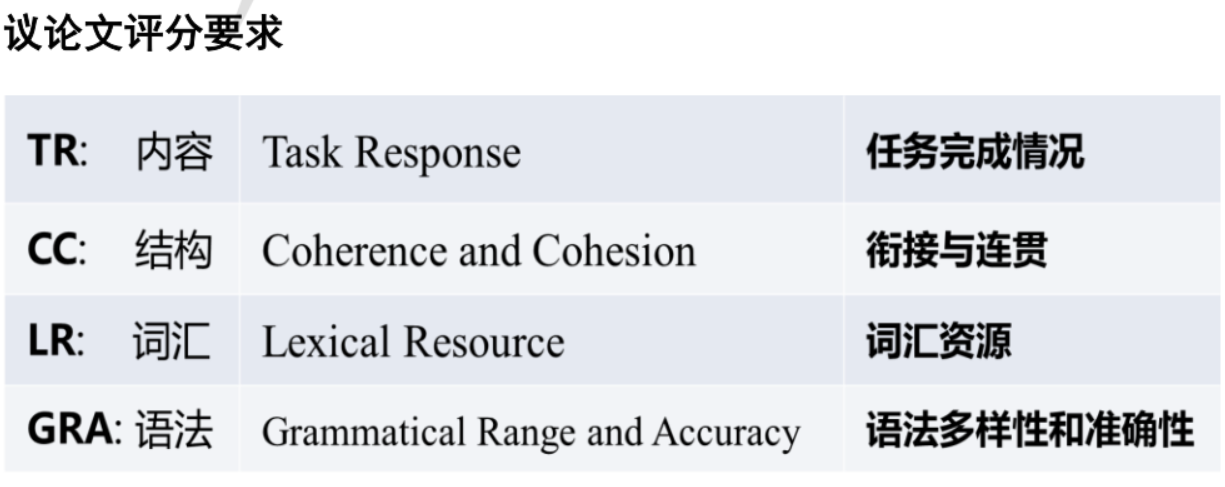 议论文评分要求
TR: 内容 Task Response 任务完成情况
CC: 结构 Coherence and Cohesion 衔接与连贯
LR: 词汇 Lexical Resource 词汇资源
GRA: 语法 Grammatical Range and Accuracy 语法多样性和准确性